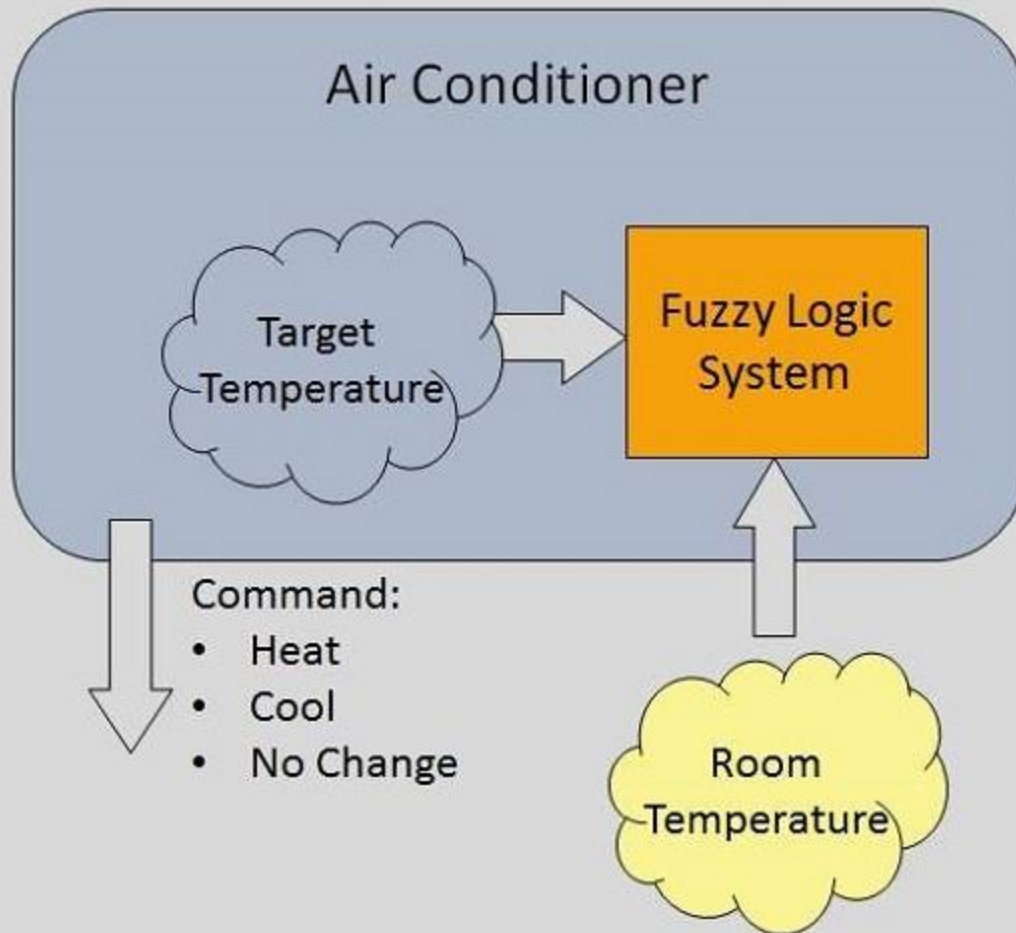 Air Conditioner
Target
Temperature
Fuzzy Logic
System
Command:
• Heat
• Cool
• No Change
Room
Temperature